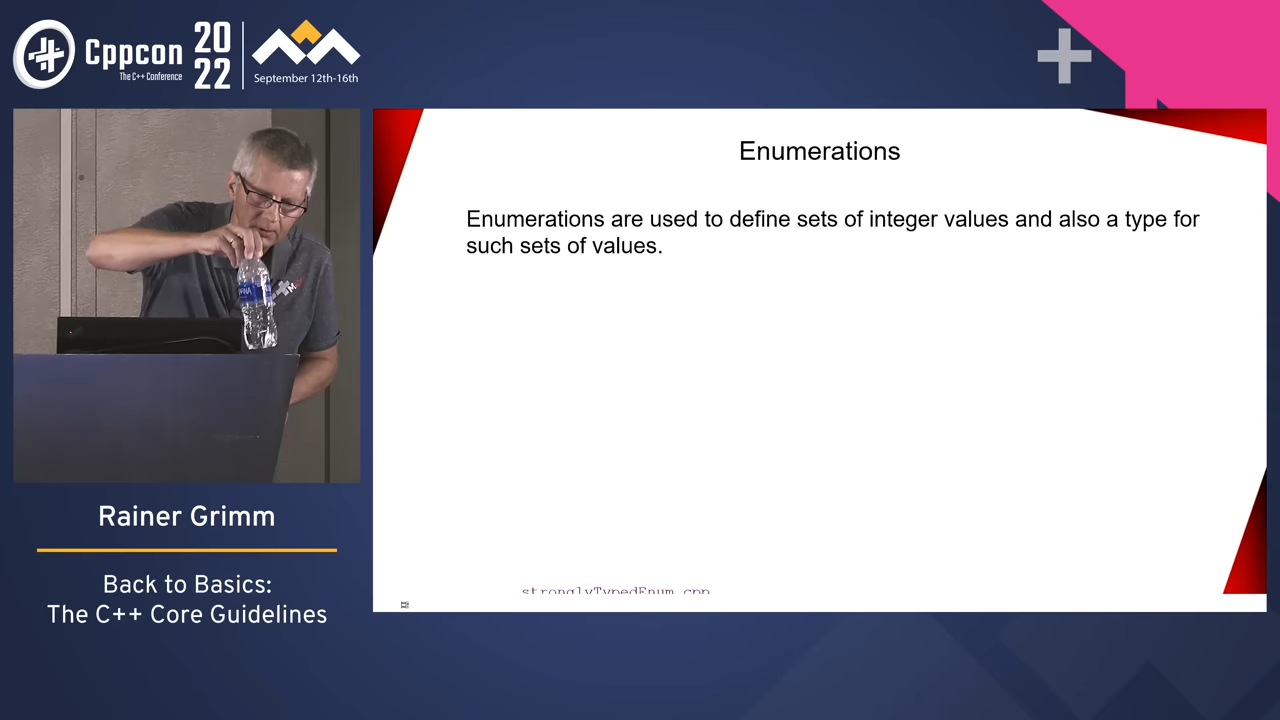 Cppcon
The C++ Conference
20
22
September 12th-16th
Enumerations
Enumerations are used to define sets of integer values and also a type for
such sets of values.
stronglyTypedEnum.cpp
Rainer Grimm
Back to Basics:
The C++ Core Guidelines